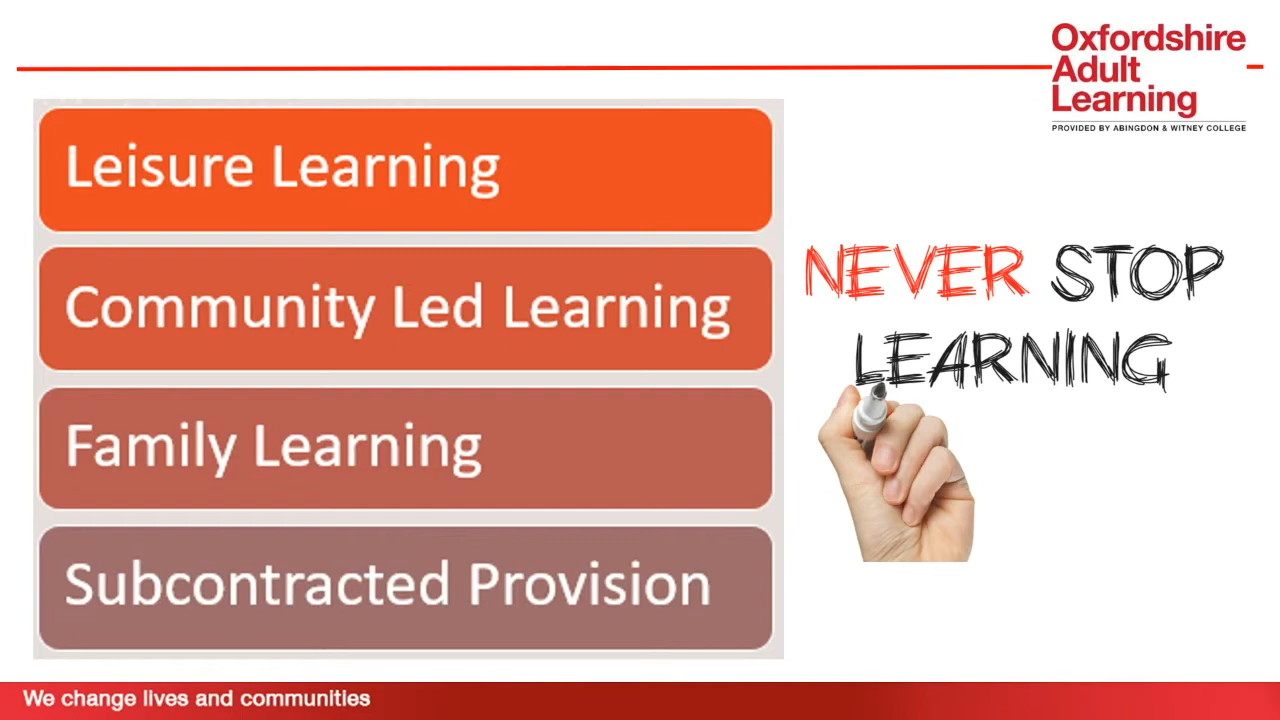 Oxfordshire
Adult
Learning
PROVIDED BY ABINGDON & WITNEY COLLEGE
Leisure Learning
Community Led Learning
Family Learning
Subcontracted Provision
NEVER STOP
LEARNING
We change lives and communities